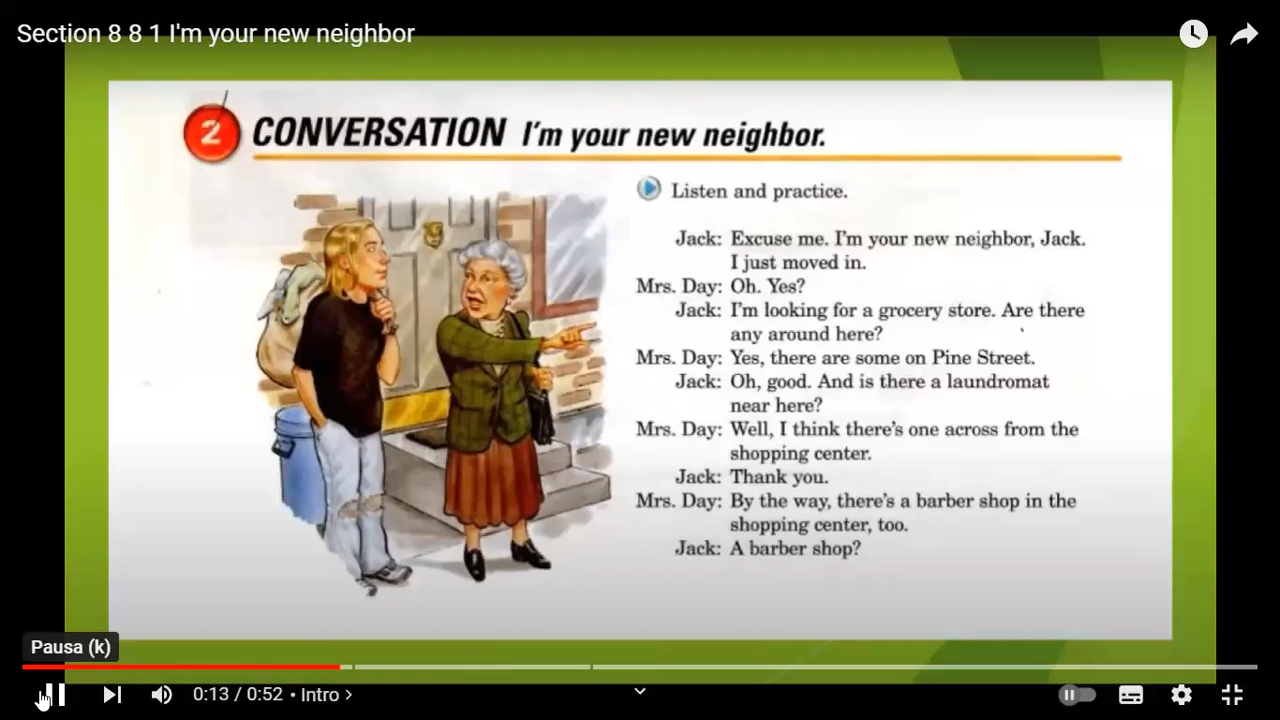 Section 8 8 1 I'm your new neighbor
2 CONVERSATION I'm your new neighbor.
Listen and practice.
Jack: Excuse me. I'm your new neighbor, Jack.
I just moved in.
Mrs. Day: Oh. Yes?
Jack: I'm looking for a grocery store. Are there
any around here?
Mrs. Day: Yes, there are some on Pine Street.
Jack: Oh, good. And is there a laundromat
near here?
Mrs. Day: Well, I think there's one across from the
shopping center.
Jack: Thank you.
Mrs. Day: By the way, there's a barber shop in the
shopping center, too.
Jack: A barber shop?
Pausa (k)
0:13 / 0:52 • Intro